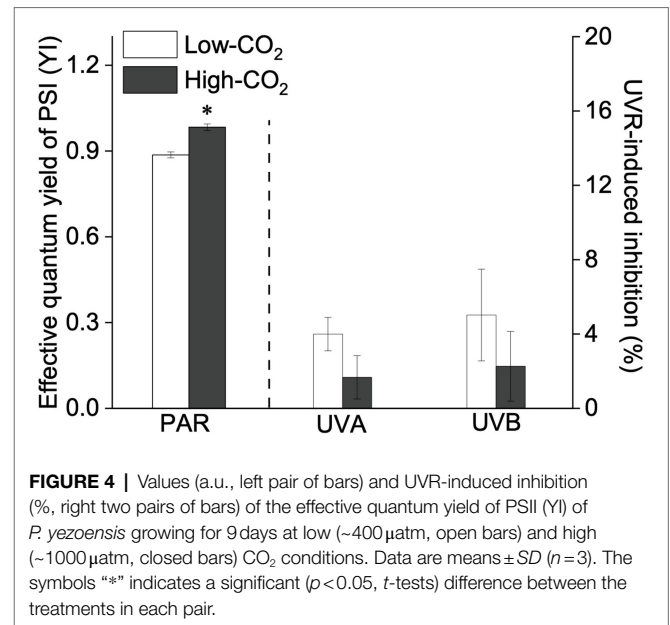 Low-CO₂
High-CO₂
*
Effective quantum yield of PSI (YI)
1.2
0.9
0.6
0.3
0.0
20
16
12
8
4
0
UVR-induced inhibition (%)
PAR
UVA
UVB
FIGURE 4 | Values (a.u., left pair of bars) and UVR-induced inhibition
(%, right two pairs of bars) of the effective quantum yield of PSII (YI) of
P. yezoensis growing for 9 days at low (~400 μatm, open bars) and high
(~1000 μatm, closed bars) CO₂ conditions. Data are means ± SD (n = 3). The
symbols “*” indicates a significant (p < 0.05, t-tests) difference between the
treatments in each pair.